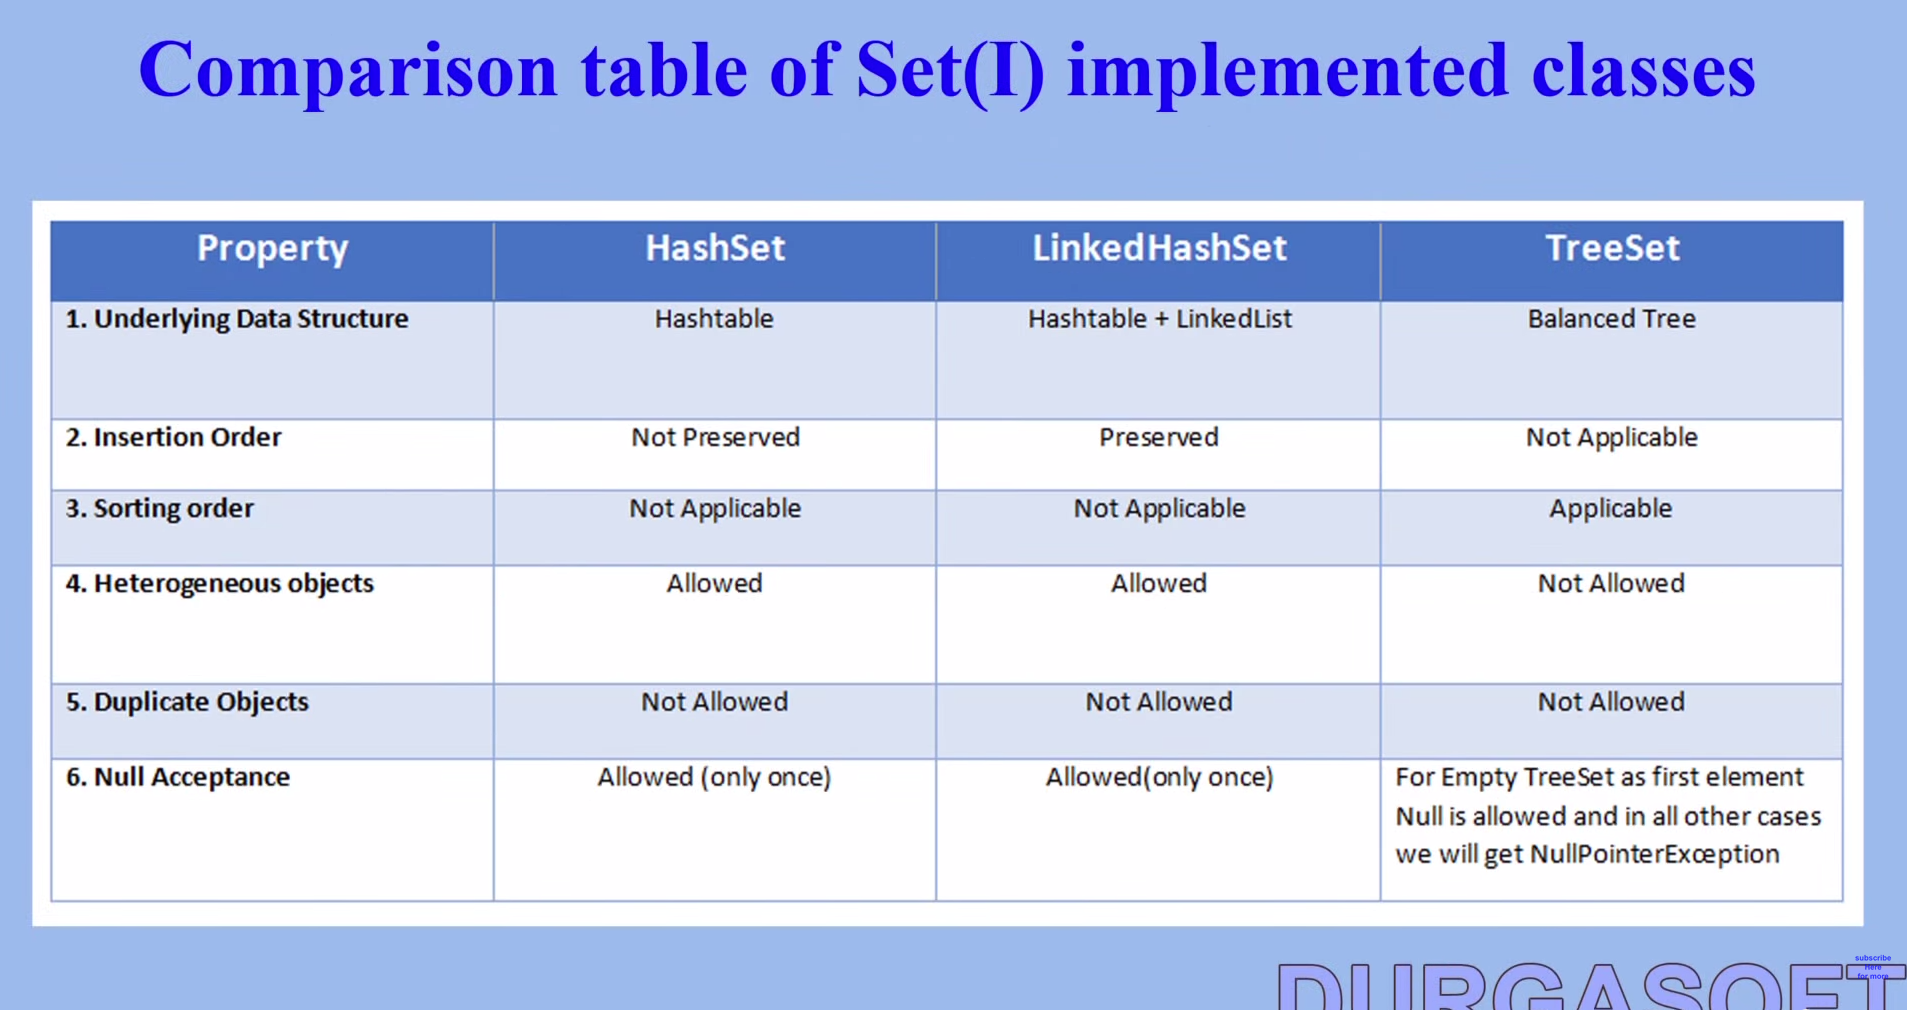 Comparison table of Set(I) implemented classes
Property HashSet LinkedHashSet TreeSet
1. Underlying Data Structure Hashtable Hashtable + LinkedList Balanced Tree
2. Insertion Order Not Preserved Preserved Not Applicable
3. Sorting order Not Applicable Not Applicable Applicable
4. Heterogeneous objects Allowed Allowed Not Allowed
5. Duplicate Objects Not Allowed Not Allowed Not Allowed
6. Null Acceptance Allowed (only once) Allowed(only once) For Empty TreeSet as first element
Null is allowed and in all other cases
we will get NullPointerException
DURGASOFT
subscribe
Here
for more